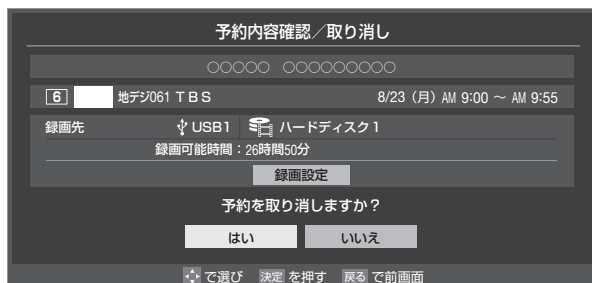 予約内容確認／取り消し
○○○○○ ○○○○○○○○○
6 地デジ061 TBS 8/23（月）AM 9:00 ～ AM 9:55
録画先 USB1 ハードディスク1
録画可能時間：26時間50分
録画設定
予約を取り消しますか？
はい いいえ
で選び 決定 を押す 戻る で前画面